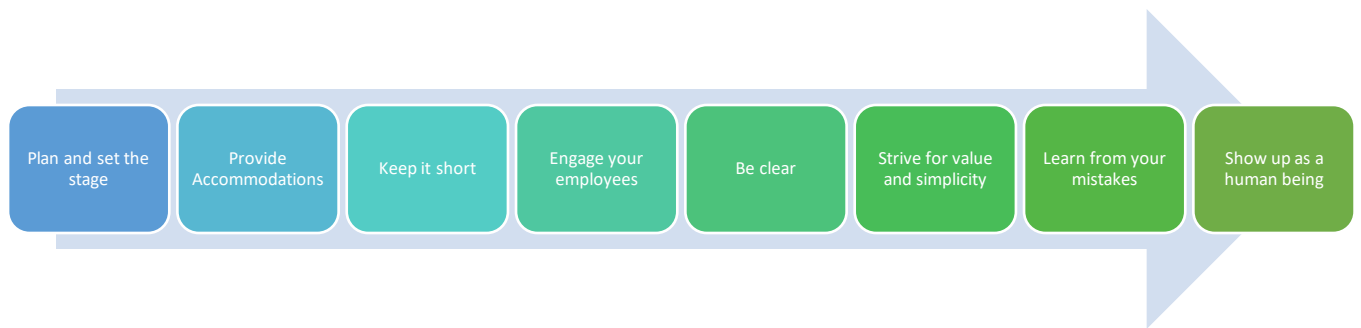 Plan and set the
stage
Provide
Accommodations
Keep it short
Engage your
employees
Be clear
Strive for value
and simplicity
Learn from your
mistakes
Show up as a
human being